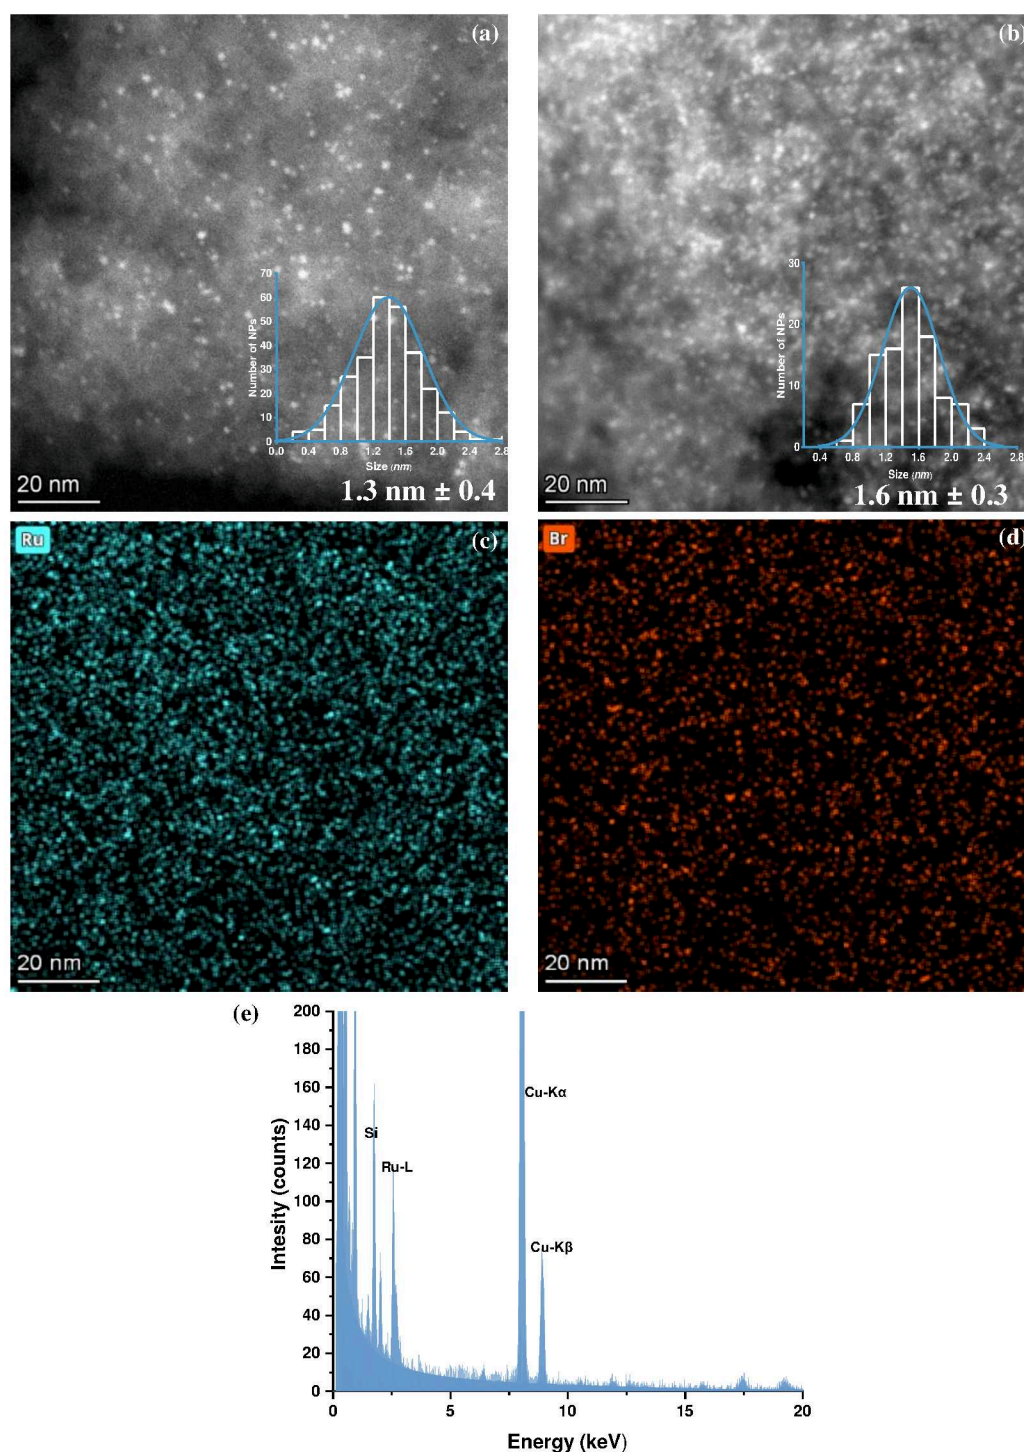 (a)
70
60
50
40
30
20
10
0
Number of NPs
0.0 0.4 0.8 1.2 1.6 2.0 2.4 2.8
Size (nm)
20 nm
1.3 nm ± 0.4
(b)
30
20
10
0
Number of NPs
0.4 0.8 1.2 1.6 2.0 2.4 2.8
Size (nm)
20 nm
1.6 nm ± 0.3
Ru
(c)
20 nm
Br
(d)
20 nm
(e)
200
180
160
140
120
100
80
60
40
20
0
Intesity (counts)
Si
Ru-L
Cu-Kα
Cu-Kβ
0 5 10 15 20
Energy (keV)